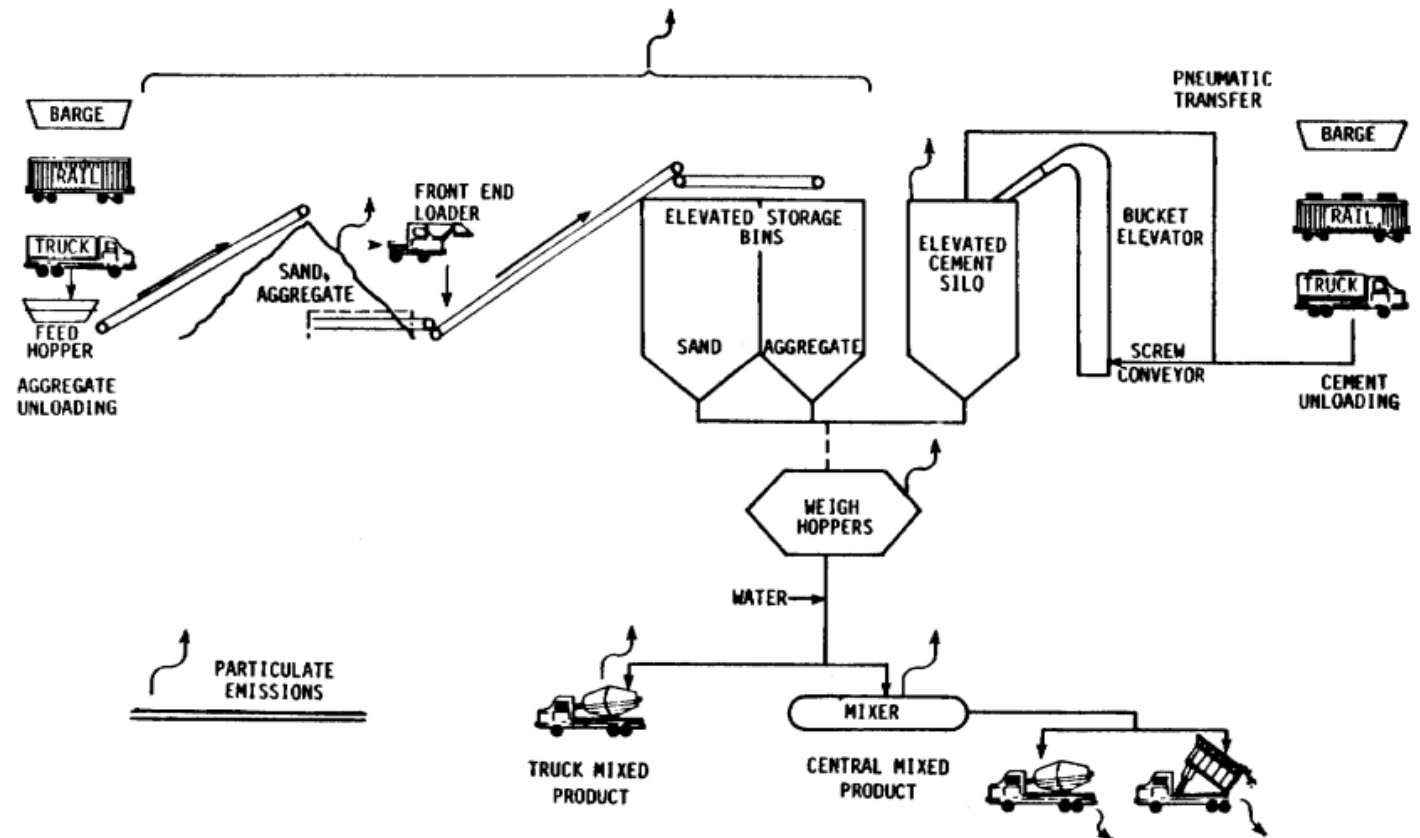 PNEUMATIC
TRANSFER
BARGE
RAIL
TRUCK
FEED
HOPPER
AGGREGATE
UNLOADING
SAND,
AGGREGATE
FRONT END
LOADER
ELEVATED STORAGE
BINS
SAND
AGGREGATE
ELEVATED
CEMENT
SILO
BUCKET
ELEVATOR
SCREW
CONVEYOR
BARGE
RAIL
TRUCK
CEMENT
UNLOADING
WEIGH
HOPPERS
WATER
PARTICULATE
EMISSIONS
TRUCK MIXED
PRODUCT
MIXER
CENTRAL MIXED
PRODUCT